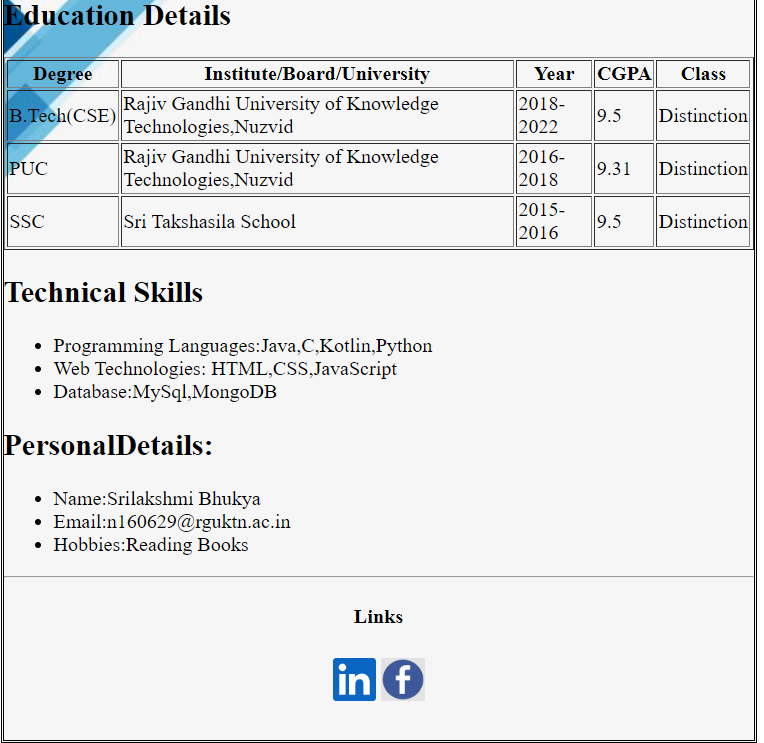 Education Details
Degree Institute/Board/University Year CGPA Class
B.Tech(CSE) Rajiv Gandhi University of Knowledge Technologies,Nuzvid 2018-2022 9.5 Distinction
PUC Rajiv Gandhi University of Knowledge Technologies,Nuzvid 2016-2018 9.31 Distinction
SSC Sri Takshasila School 2015-2016 9.5 Distinction
Technical Skills
• Programming Languages:Java,C,Kotlin,Python
• Web Technologies: HTML,CSS,JavaScript
• Database:MySql,MongoDB
PersonalDetails:
• Name:Srilakshmi Bhukya
• Email:n160629@rguktn.ac.in
• Hobbies:Reading Books
Links
in f